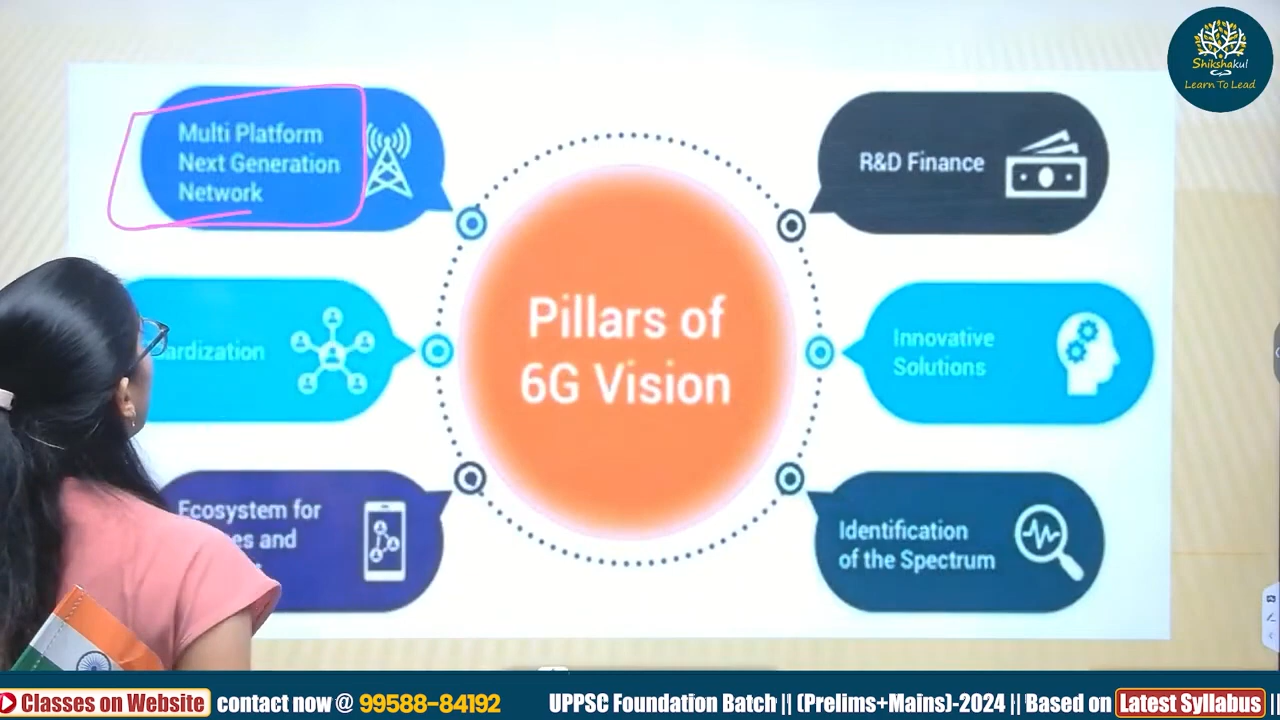 Shikshakul
Learn To Lead
Multi Platform
Next Generation
Network
R&D Finance
Pillars of
6G Vision
Innovative
Solutions
Ecosystem for
and
Identification
of the Spectrum
Classes on Website contact now @ 99588-84192 UPPSC Foundation Batch || (Prelims+Mains)-2024 || Based on Latest Syllabus ||